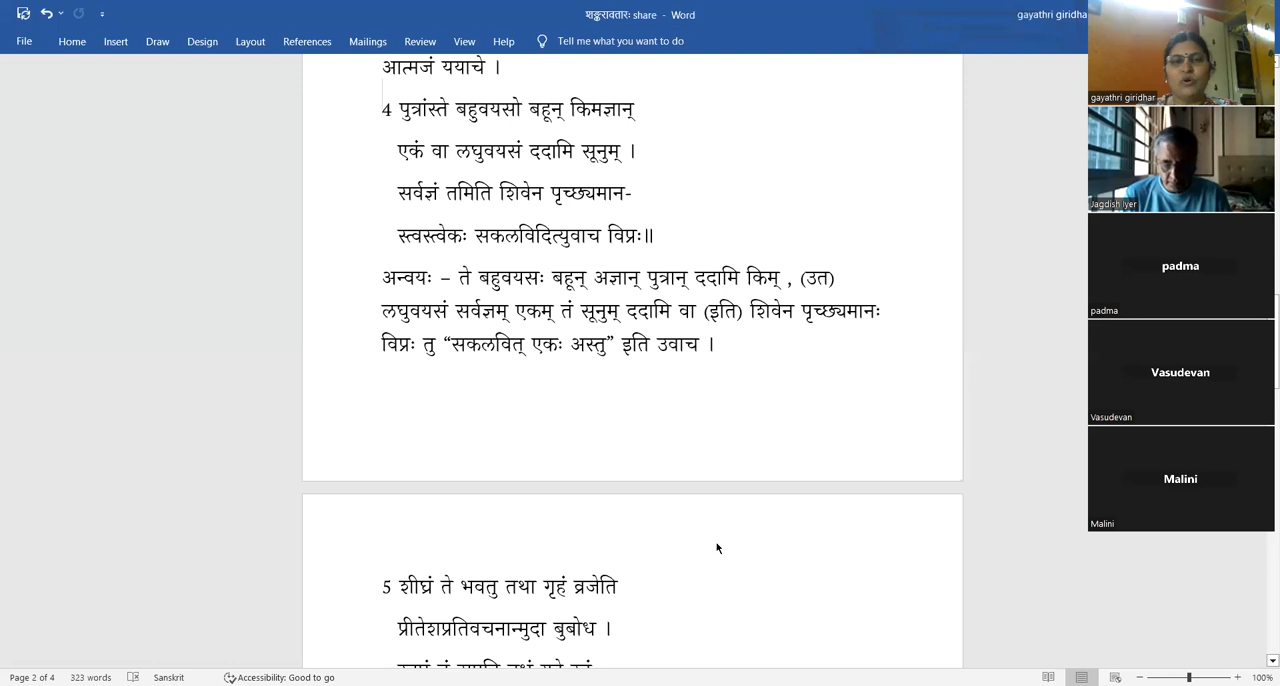 शङ्करावतारः share - Word
gayathri giridha
File Home Insert Draw Design Layout References Mailings Review View Help Tell me what you want to do
आत्मजं ययाचे ।
4 पुत्रांस्ते बहुवयसो बहून् किमज्ञान्
एकं वा लघुवयसं ददामि सूनुम् ।
सर्वज्ञं तमिति शिवेन पृच्छ्यमान-
स्त्वस्त्वेकः सकलविदित्युवाच विप्रः॥
अन्वयः – ते बहुवयसः बहून् अज्ञान् पुत्रान् ददामि किम् , (उत)
लघुवयसं सर्वज्ञम् एकम् तं सूनुम् ददामि वा (इति) शिवेन पृच्छ्यमानः
विप्रः तु “सकलवित् एकः अस्तु” इति उवाच ।
5 शीघ्रं ते भवतु तथा गृहं व्रजेति
प्रीतेशप्रतिवचनान्मुदा बुबोध ।
gayathri giridhar
Jagdish Iyer
padma
padma
Vasudevan
Vasudevan
Malini
Malini
Page 2 of 4 323 words Sanskrit Accessibility: Good to go 100%